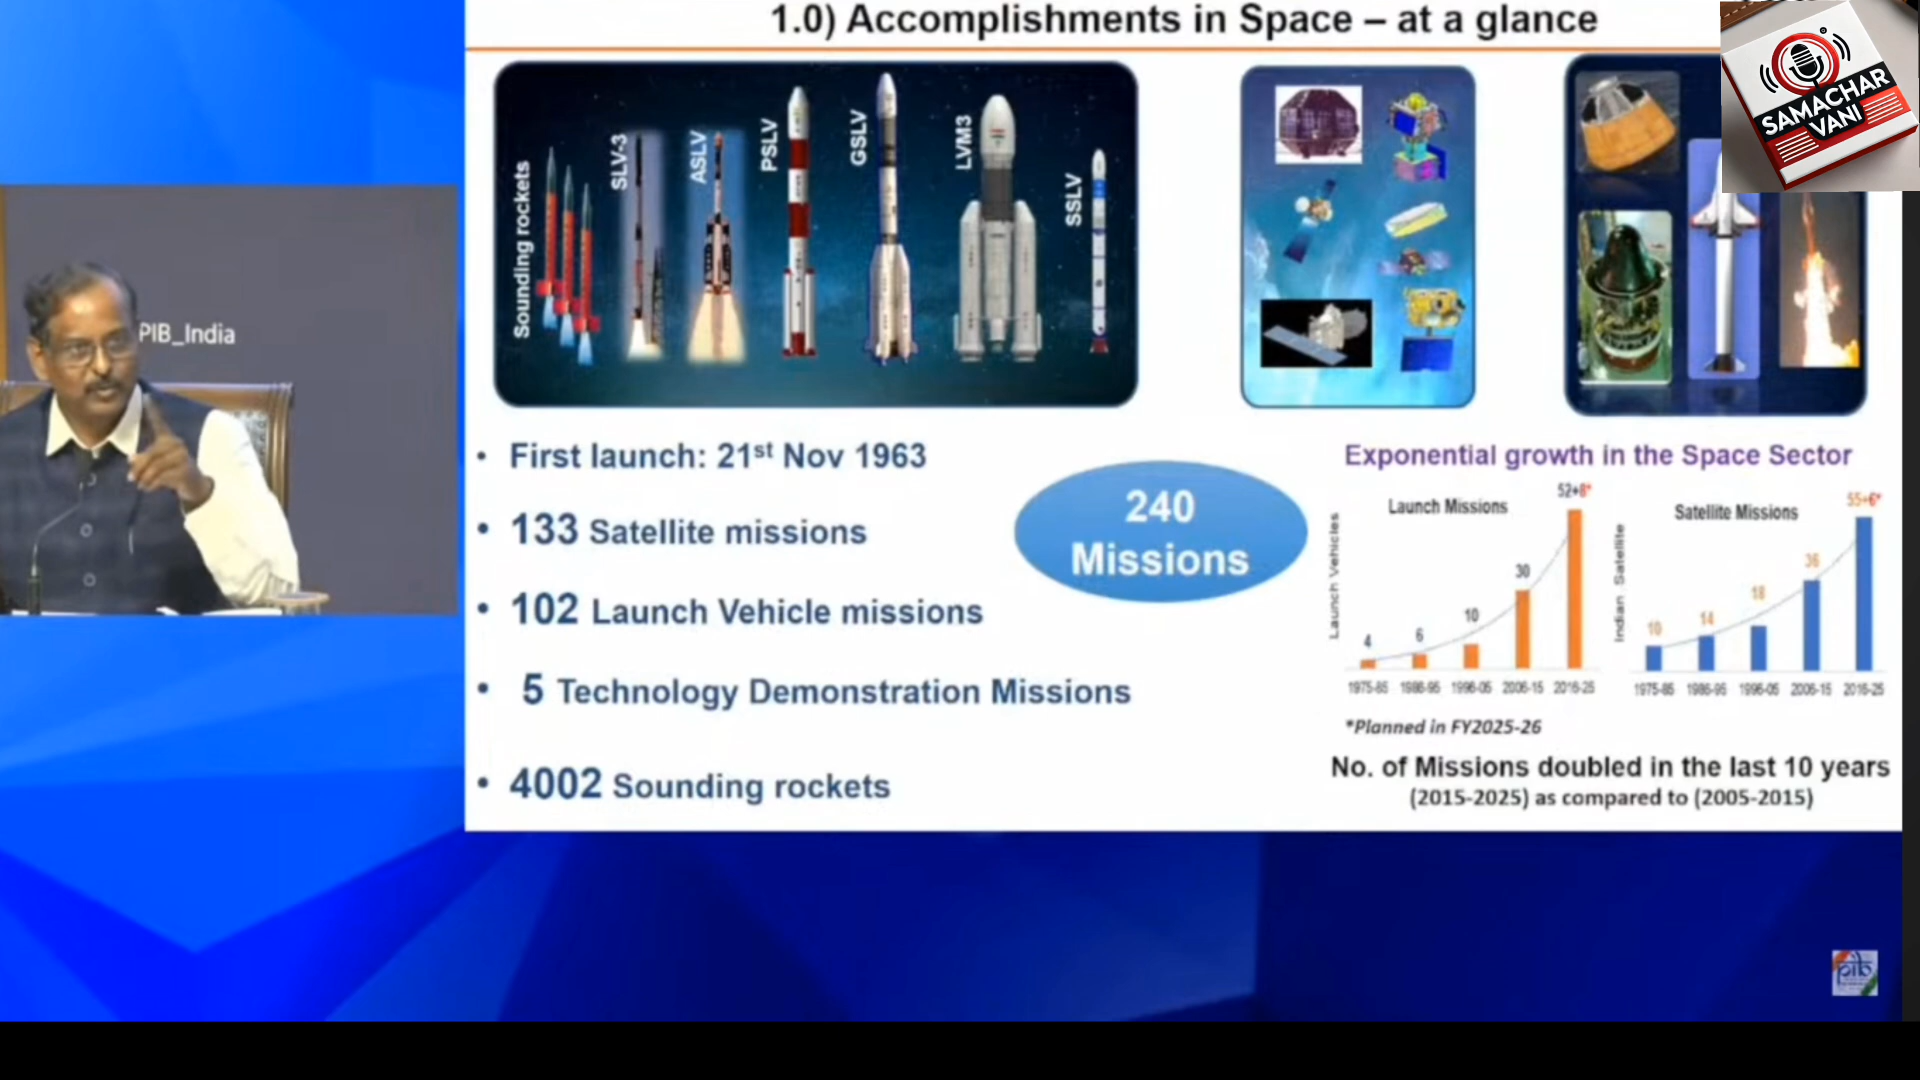 1.0) Accomplishments in Space – at a glance
SAMACHAR
VANI
Sounding rockets
SLV-3
ASLV
PSLV
GSLV
LVM3
SSLV
PIB_India
• First launch: 21st Nov 1963
• 133 Satellite missions
• 102 Launch Vehicle missions
• 5 Technology Demonstration Missions
• 4002 Sounding rockets
240
Missions
Exponential growth in the Space Sector
Launch Missions
Launch Vehicles
4
6
10
30
52+8*
1975-85 1986-95 1996-05 2006-15 2016-25
Satellite Missions
Indian Satellite
10
14
18
36
55+6*
1975-85 1986-95 1996-05 2006-15 2016-25
*Planned in FY2025-26
No. of Missions doubled in the last 10 years
(2015-2025) as compared to (2005-2015)
pib